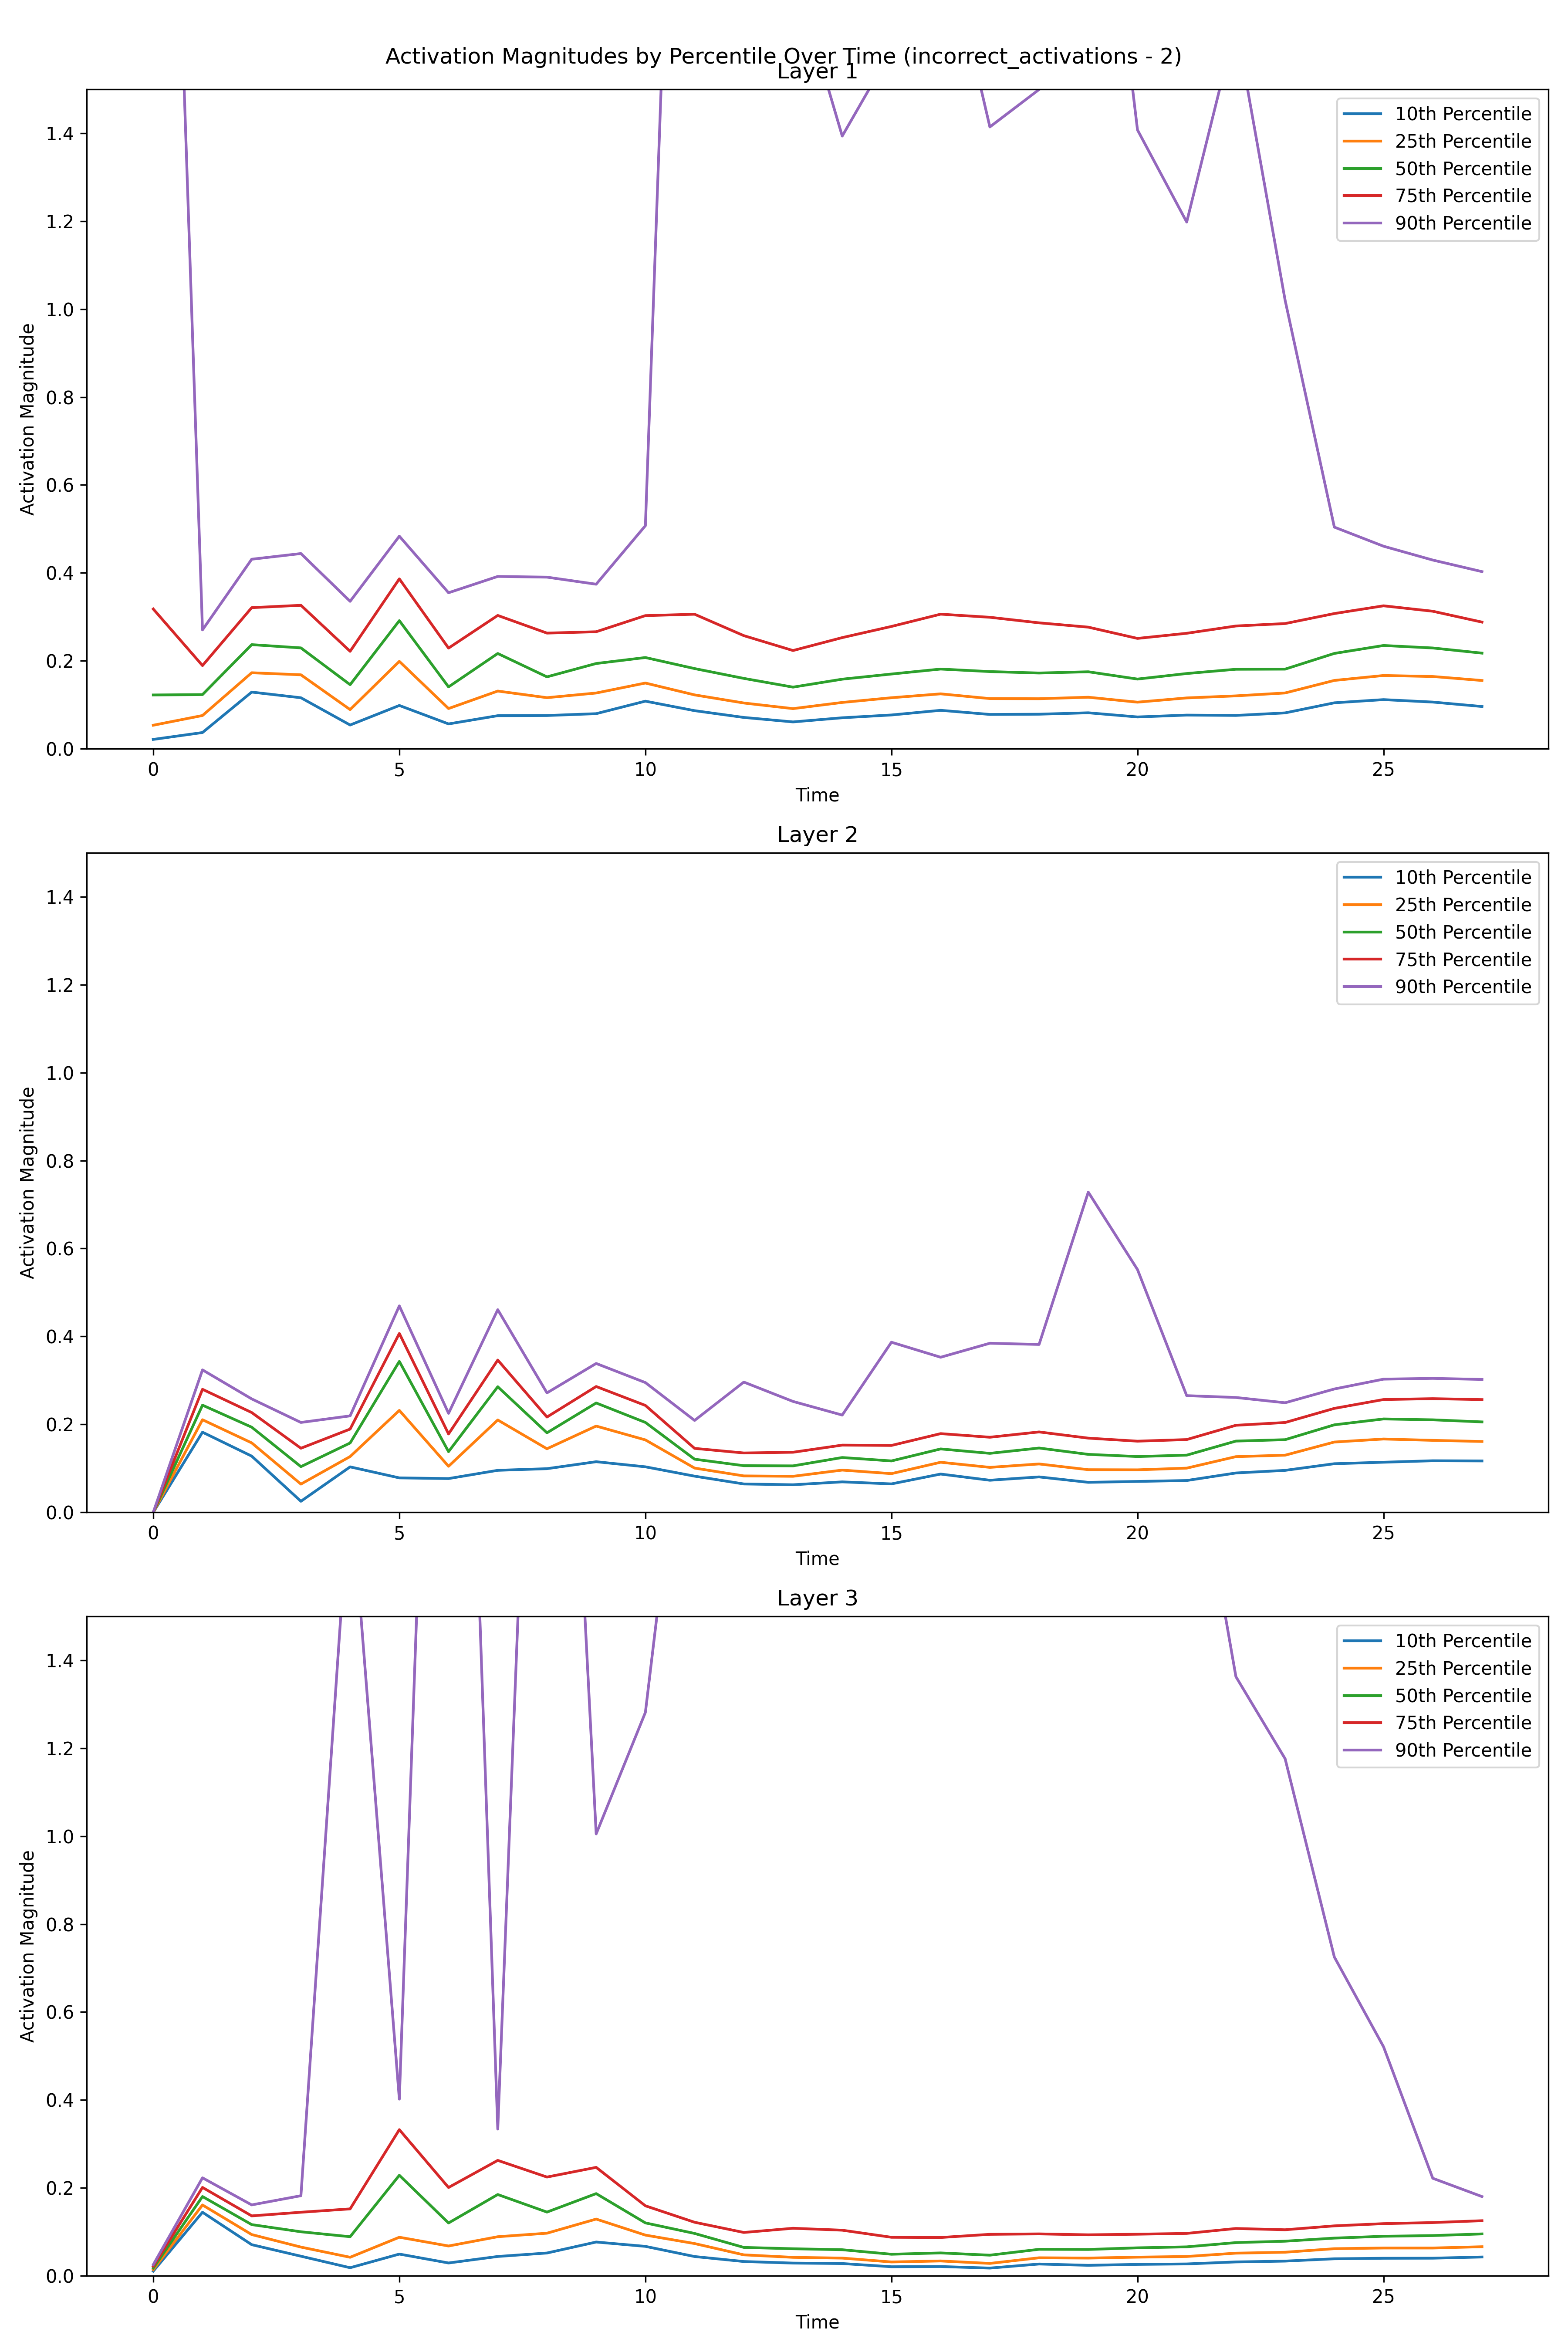 Activation Magnitudes by Percentile Over Time (incorrect_activations - 2)
Layer 1
1.4
1.2
1.0
0.8
0.6
0.4
0.2
0.0
Activation Magnitude
10th Percentile
25th Percentile
50th Percentile
75th Percentile
90th Percentile
0 5 10 15 20 25
Time
Layer 2
1.4
1.2
1.0
0.8
0.6
0.4
0.2
0.0
Activation Magnitude
10th Percentile
25th Percentile
50th Percentile
75th Percentile
90th Percentile
0 5 10 15 20 25
Time
Layer 3
1.4
1.2
1.0
0.8
0.6
0.4
0.2
0.0
Activation Magnitude
10th Percentile
25th Percentile
50th Percentile
75th Percentile
90th Percentile
0 5 10 15 20 25
Time